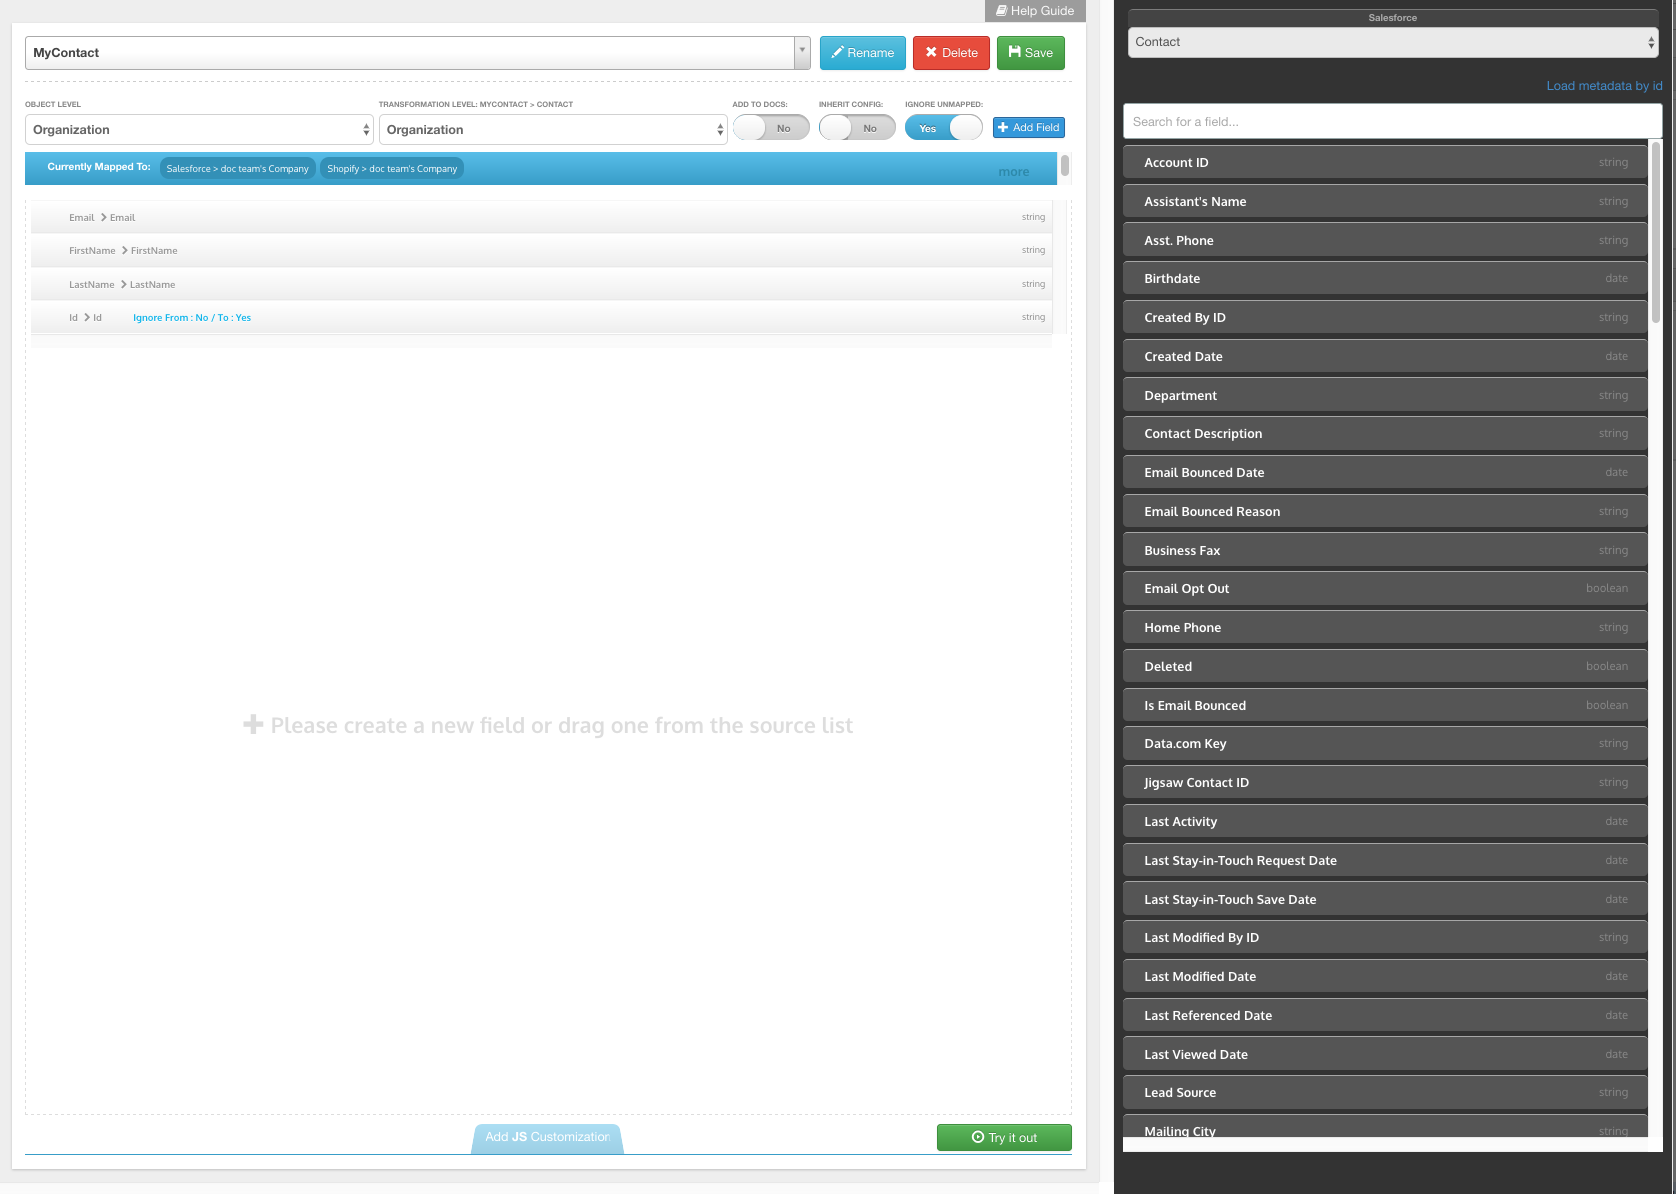 Help Guide
MyContact
Rename
Delete
Save
OBJECT LEVEL
TRANSFORMATION LEVEL: MYCONTACT > CONTACT
ADD TO DOCS:
INHERIT CONFIG:
IGNORE UNMAPPED:
Organization
Organization
No
No
Yes
Add Field
Currently Mapped To:
Salesforce > doc team's Company
Shopify > doc team's Company
more
Email > Email string
FirstName > FirstName string
LastName > LastName string
Id > Id Ignore From : No / To : Yes string
Please create a new field or drag one from the source list
Add JS Customization
Try it out
Salesforce
Contact
Load metadata by id
Search for a field...
Account ID string
Assistant's Name string
Asst. Phone string
Birthdate date
Created By ID string
Created Date date
Department string
Contact Description string
Email Bounced Date date
Email Bounced Reason string
Business Fax string
Email Opt Out boolean
Home Phone string
Deleted boolean
Is Email Bounced boolean
Data.com Key string
Jigsaw Contact ID string
Last Activity date
Last Stay-in-Touch Request Date date
Last Stay-in-Touch Save Date date
Last Modified By ID string
Last Modified Date date
Last Referenced Date date
Last Viewed Date date
Lead Source string
Mailing City string